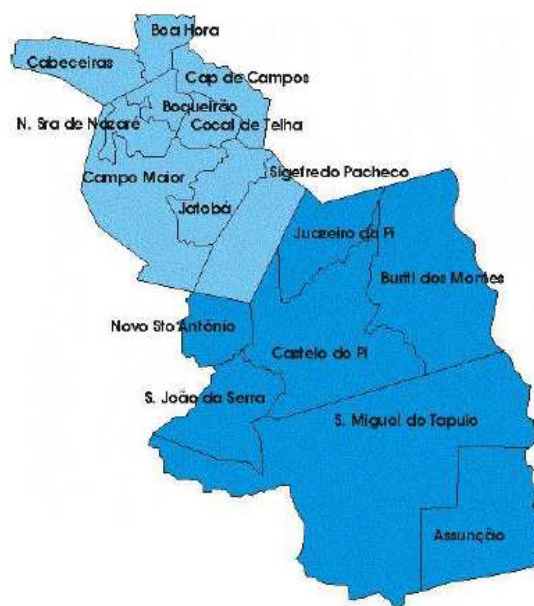 Boa Hora
Cabeceiras
Cap de Campos
Boqueirão
N. Sra de Nazaré
Cocal de Telha
Campo Maior
Sigefredo Pacheco
Jatobá
Juazeiro do Pi
Buriti dos Montes
Novo Sto Antônio
Castelo do Pi
S. João da Serra
S. Miguel do Tapuio
Assunção